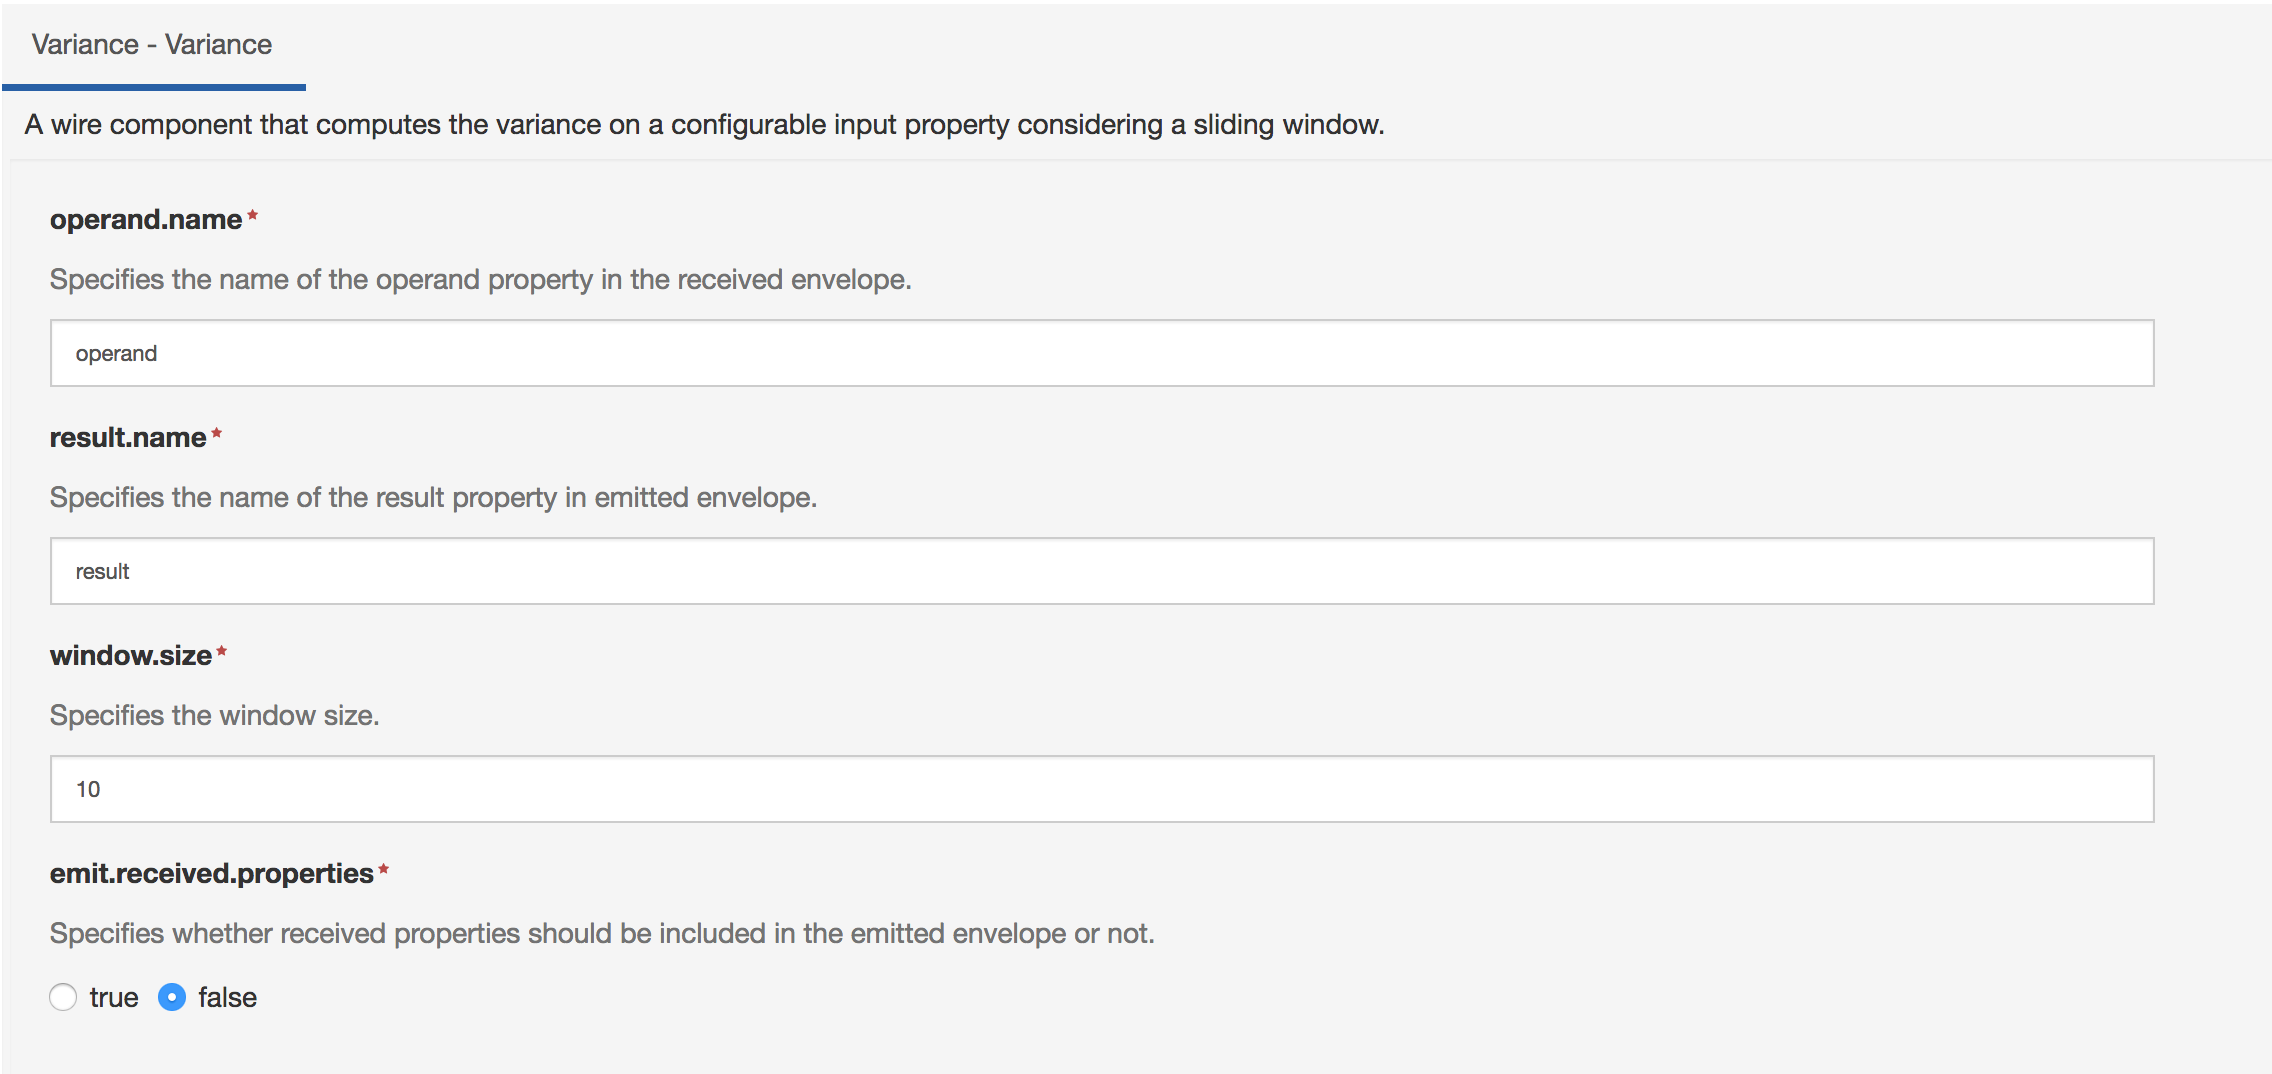 Variance - Variance
A wire component that computes the variance on a configurable input property considering a sliding window.
operand.name*
Specifies the name of the operand property in the received envelope.
operand
result.name*
Specifies the name of the result property in emitted envelope.
result
window.size*
Specifies the window size.
10
emit.received.properties*
Specifies whether received properties should be included in the emitted envelope or not.
true false